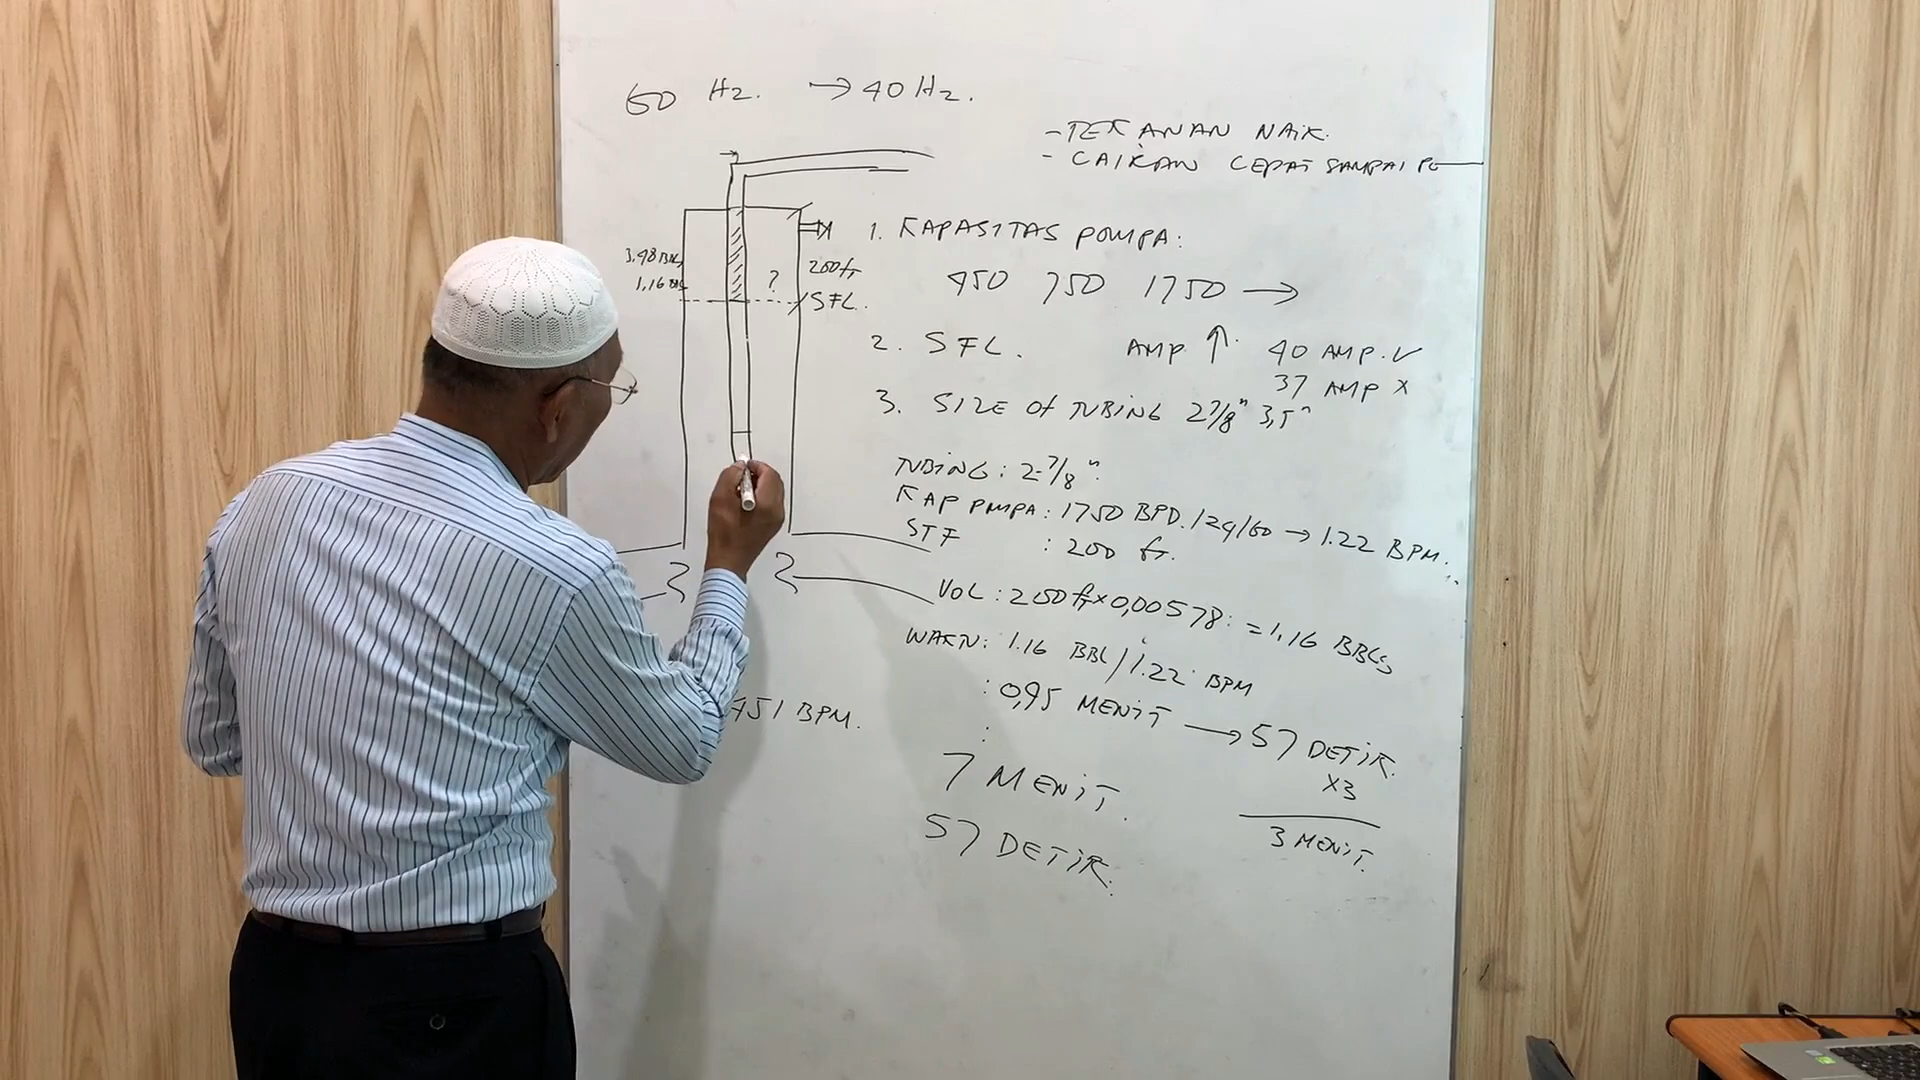 60 Hz. → 40 Hz.
- TEKANAN NAIK.
- CAIRAN CEPAT SAMPAI
1. KAPASITAS POMPA:
450 750 1750 →
3.48 BBLS
1.16 BBLS
?
200 ft
SFL.
2. SFL. AMP ↑. 40 AMP. ✓
37 AMP x
3. SIZE Of TUBING 2 7/8" 3,5"
TUBING: 2-7/8".
KAP POMPA: 1750 BPD. /24/60 → 1.22 BPM.
STF : 200 ft.
VOL: 200 ft x 0,00578: = 1,16 BBLS
WAKTU: 1.16 BBL / 1.22 BPM
: 0,95 MENIT → 57 DETIK.
:
X3
3 MENIT.
7 MENIT.
57 DETIK.
451 BPM.